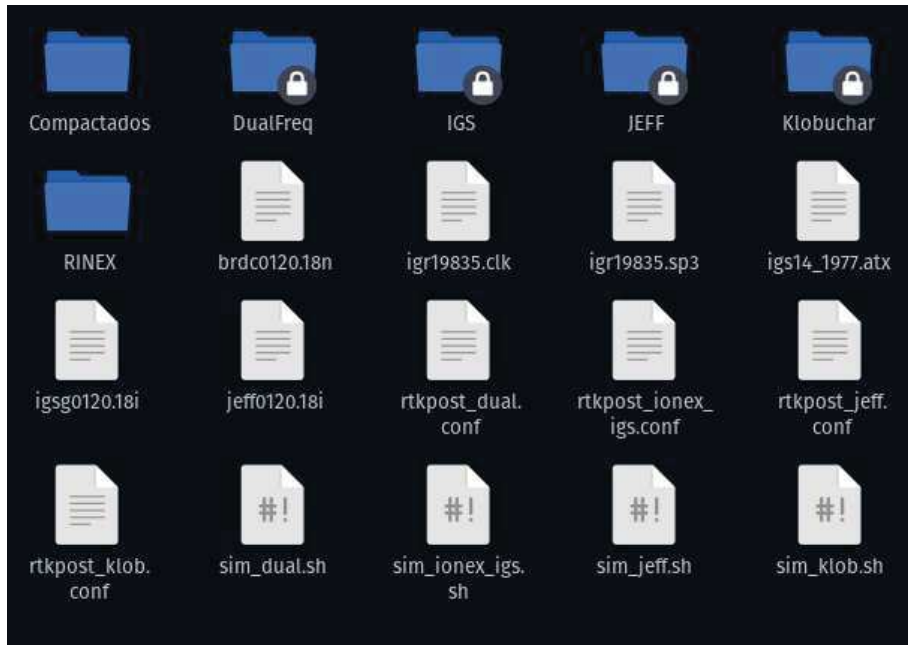 Compactados
DualFreq
IGS
JEFF
Klobuchar
RINEX
brdc0120.18n
igr19835.clk
igr19835.sp3
igs14_1977.atx
igsg0120.18i
jeff0120.18i
rtkpost_dual.
conf
rtkpost_ionex_
igs.conf
rtkpost_jeff.
conf
rtkpost_klob.
conf
#!
sim_dual.sh
#!
sim_ionex_igs.
sh
#!
sim_jeff.sh
#!
sim_klob.sh